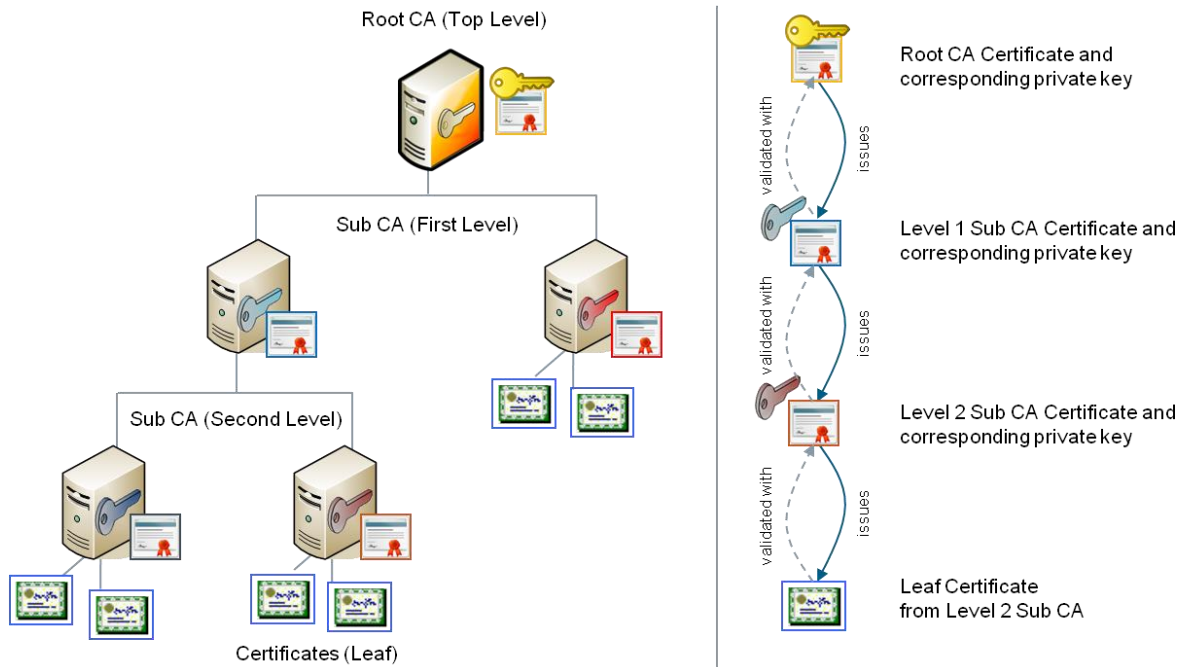 Root CA (Top Level)
Sub CA (First Level)
Sub CA (Second Level)
Certificates (Leaf)
Root CA Certificate and
corresponding private key
validated with
issues
Level 1 Sub CA Certificate and
corresponding private key
validated with
issues
Level 2 Sub CA Certificate and
corresponding private key
validated with
issues
Leaf Certificate
from Level 2 Sub CA